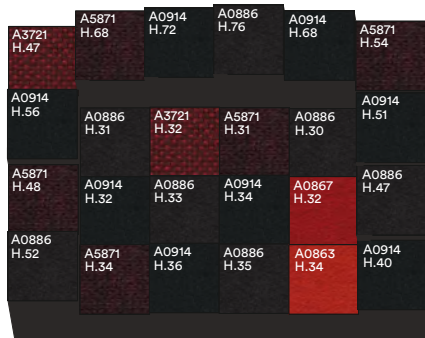 A3721
H.47
A5871
H.68
A0914
H.72
A0886
H.76
A0914
H.68
A5871
H.54
A0914
H.56
A0886
H.31
A3721
H.32
A5871
H.31
A0886
H.30
A0914
H.51
A5871
H.48
A0914
H.32
A0886
H.33
A0914
H.34
A0867
H.32
A0886
H.47
A0886
H.52
A5871
H.34
A0914
H.36
A0886
H.35
A0863
H.34
A0914
H.40